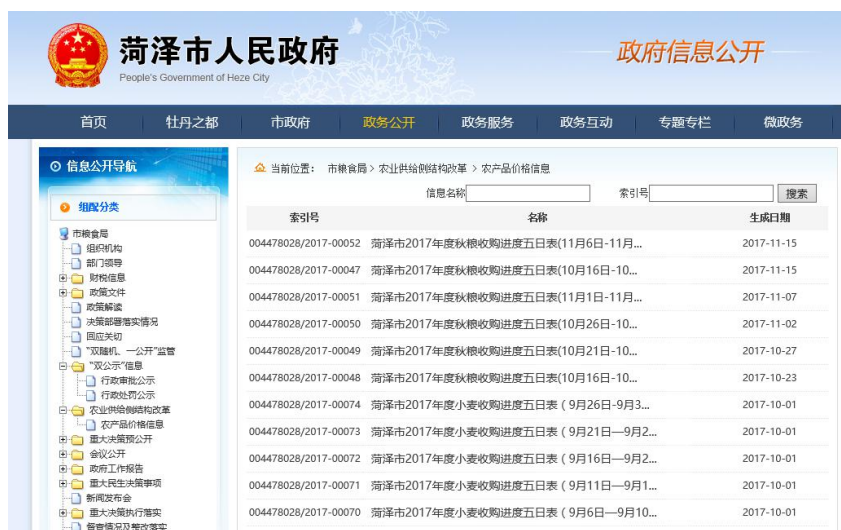 菏泽市人民政府
People's Government of Heze City
政府信息公开
首页 牡丹之都 市政府 政务公开 政务服务 政务互动 专题专栏 微政务
信息公开导航
组配分类
市粮食局
组织机构
部门领导
财税信息
政策文件
政策解读
决策部署落实情况
回应关切
"双随机、一公开"监管
"双公示"信息
行政审批公示
行政处罚公示
农业供给侧结构改革
农产品价格信息
重大决策预公开
会议公开
政府工作报告
重大民生决策事项
新闻发布会
重大决策执行落实
督查情况及整改落实
当前位置： 市粮食局 > 农业供给侧结构改革 > 农产品价格信息
信息名称 索引号 搜索
索引号 名称 生成日期
004478028/2017-00052 菏泽市2017年度秋粮收购进度五日表(11月6日-11月... 2017-11-15
004478028/2017-00047 菏泽市2017年度秋粮收购进度五日表(10月16日-10... 2017-11-15
004478028/2017-00051 菏泽市2017年度秋粮收购进度五日表(11月1日-11月... 2017-11-07
004478028/2017-00050 菏泽市2017年度秋粮收购进度五日表(10月26日-10... 2017-11-02
004478028/2017-00049 菏泽市2017年度秋粮收购进度五日表(10月21日-10... 2017-10-27
004478028/2017-00048 菏泽市2017年度秋粮收购进度五日表(10月16日-10... 2017-10-23
004478028/2017-00074 菏泽市2017年度小麦收购进度五日表（9月26日-9月3... 2017-10-01
004478028/2017-00073 菏泽市2017年度小麦收购进度五日表（9月21日—9月2... 2017-10-01
004478028/2017-00072 菏泽市2017年度小麦收购进度五日表（9月16日—9月2... 2017-10-01
004478028/2017-00071 菏泽市2017年度小麦收购进度五日表（9月11日—9月1... 2017-10-01
004478028/2017-00070 菏泽市2017年度小麦收购进度五日表（9月6日—9月10... 2017-10-01